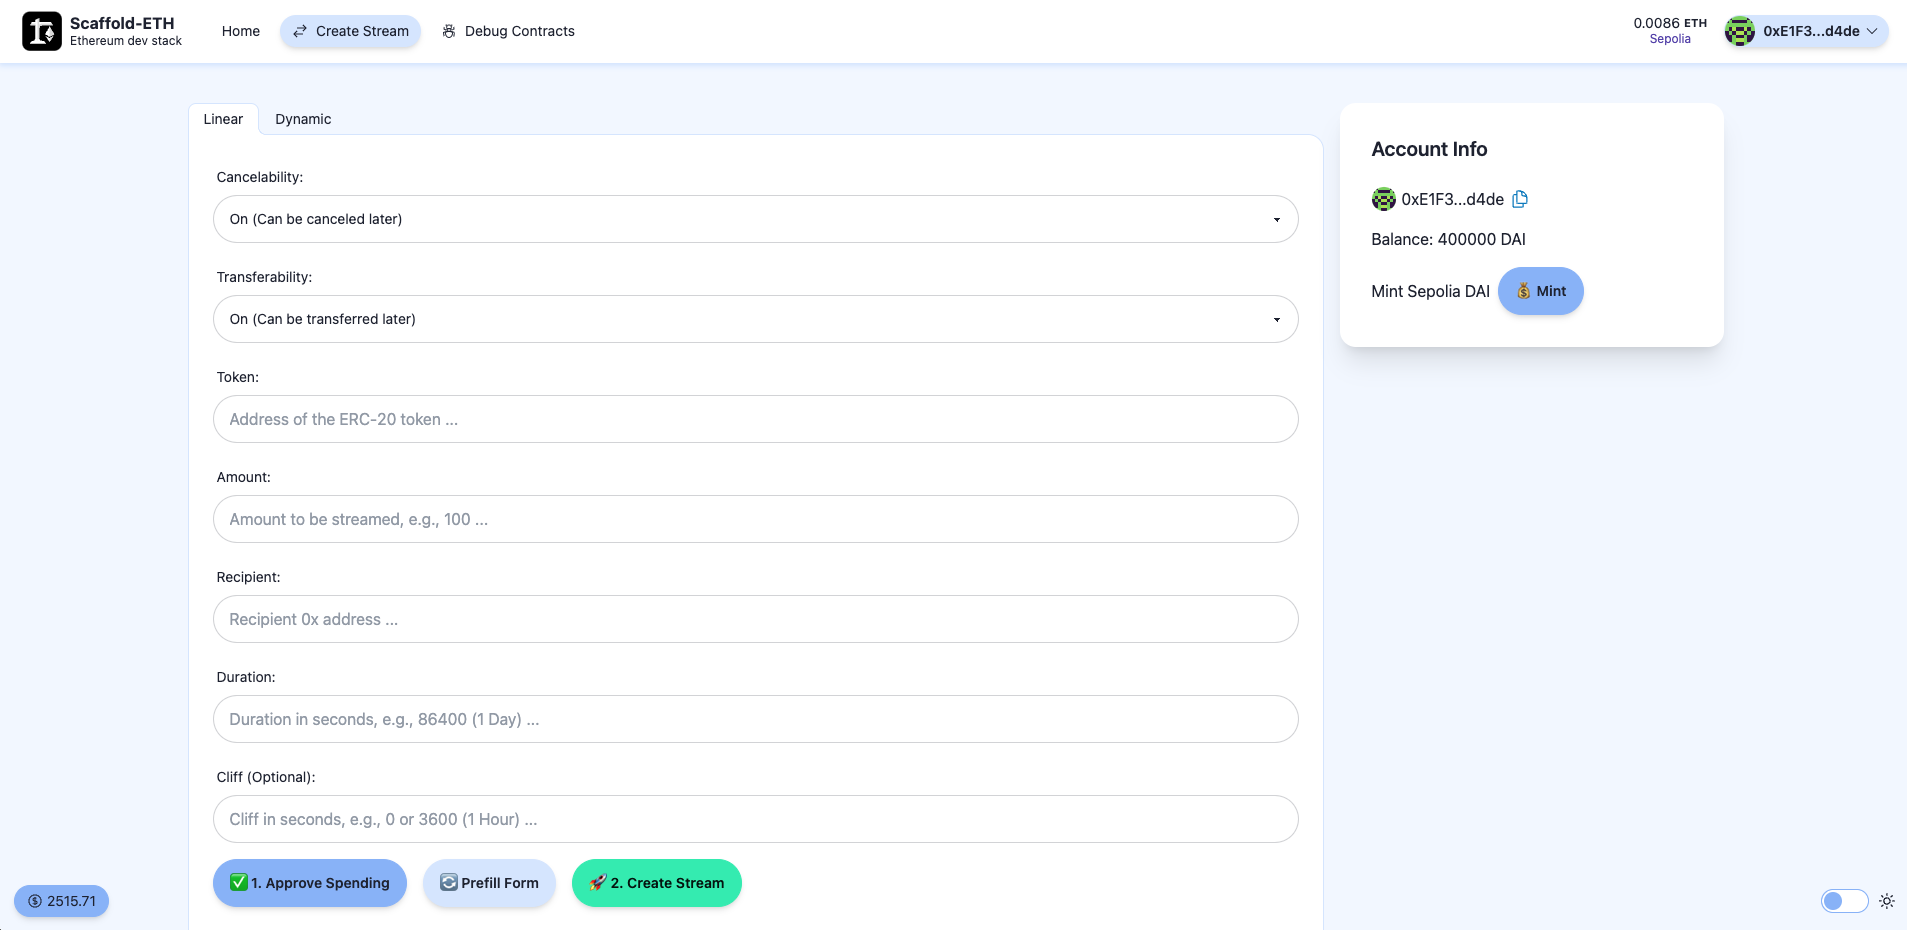 Scaffold-ETH
Ethereum dev stack
Home
Create Stream
Debug Contracts
0.0086 ETH
Sepolia
0xE1F3...d4de
Linear
Dynamic
Cancelability:
On (Can be canceled later)
Transferability:
On (Can be transferred later)
Token:
Address of the ERC-20 token ...
Amount:
Amount to be streamed, e.g., 100 ...
Recipient:
Recipient 0x address ...
Duration:
Duration in seconds, e.g., 86400 (1 Day) ...
Cliff (Optional):
Cliff in seconds, e.g., 0 or 3600 (1 Hour) ...
1. Approve Spending
Prefill Form
2. Create Stream
Account Info
0xE1F3...d4de
Balance: 400000 DAI
Mint Sepolia DAI
Mint
2515.71